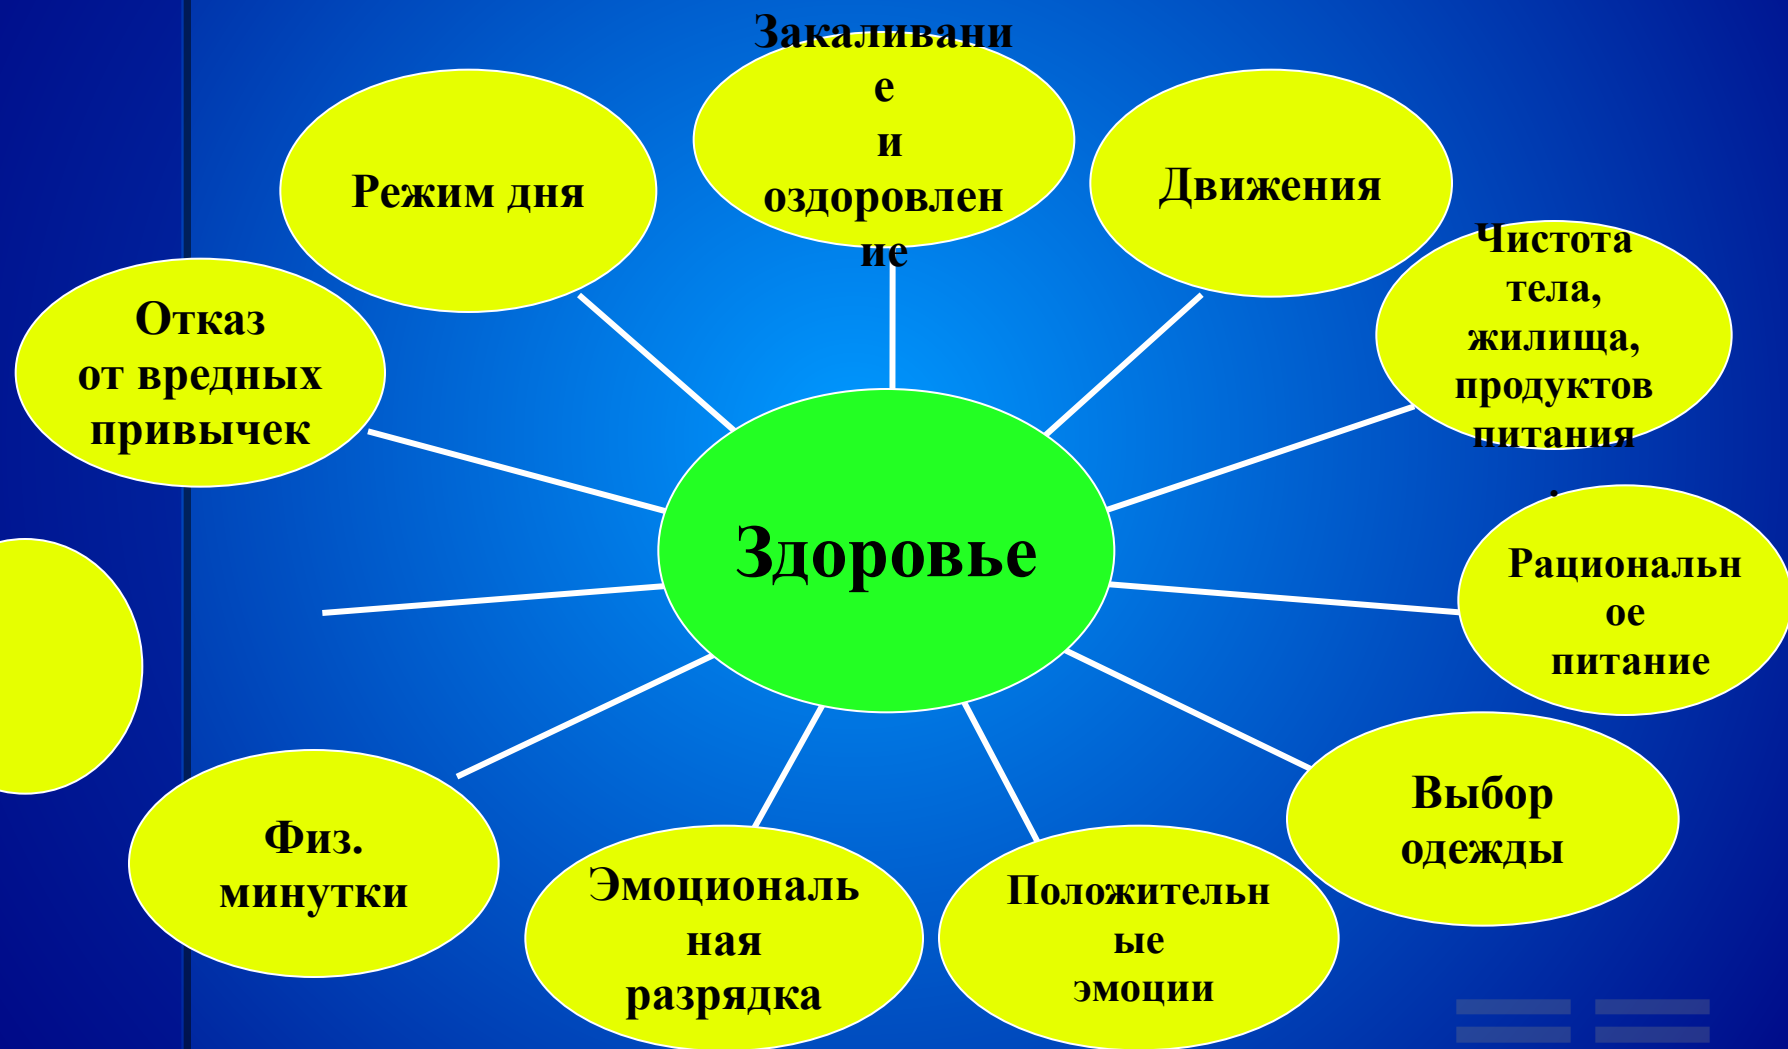 Закаливани
е
и
оздоровлен
ие
Режим дня
Движения
Чистота
тела,
жилища,
продуктов
питания
.
Отказ
от вредных
привычек
Здоровье
Рациональн
ое
питание
Выбор
одежды
Физ.
минутки
Эмоциональ
ная
разрядка
Положительн
ые
эмоции